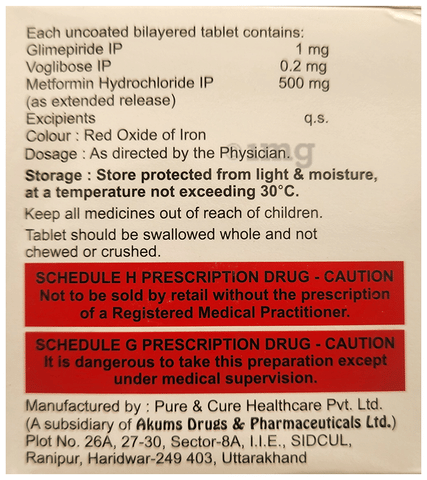 Each uncoated bilayered tablet contains:
Glimepiride IP 1 mg
Voglibose IP 0.2 mg
Metformin Hydrochloride IP 500 mg
(as extended release)
Excipients q.s.
Colour : Red Oxide of Iron
Dosage : As directed by the Physician.
Storage : Store protected from light & moisture,
at a temperature not exceeding 30°C.
Keep all medicines out of reach of children.
Tablet should be swallowed whole and not
chewed or crushed.
SCHEDULE H PRESCRIPTION DRUG - CAUTION
Not to be sold by retail without the prescription
of a Registered Medical Practitioner.
SCHEDULE G PRESCRIPTION DRUG - CAUTION
It is dangerous to take this preparation except
under medical supervision.
Manufactured by : Pure & Cure Healthcare Pvt. Ltd.
(A subsidiary of Akums Drugs & Pharmaceuticals Ltd.)
Plot No. 26A, 27-30, Sector-8A, I.I.E., SIDCUL,
Ranipur, Haridwar-249 403, Uttarakhand